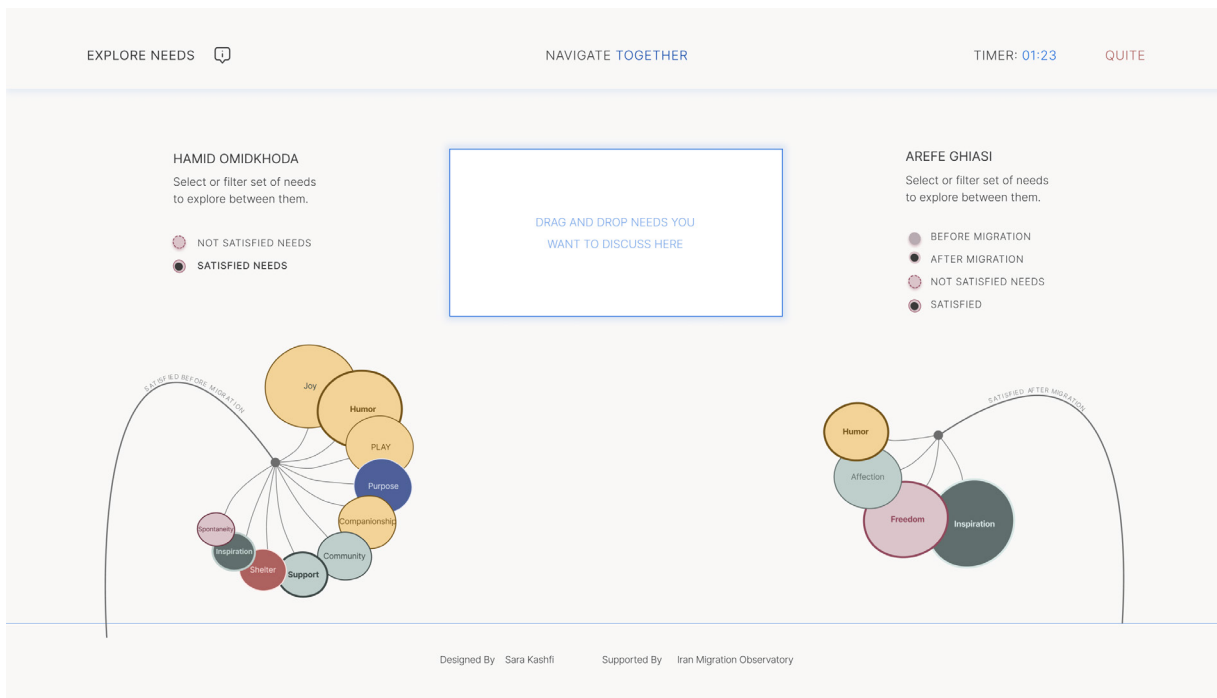 EXPLORE NEEDS
NAVIGATE TOGETHER
TIMER: 01:23
QUITE
HAMID OMIDKHODA
Select or filter set of needs
to explore between them.
NOT SATISFIED NEEDS
SATISFIED NEEDS
DRAG AND DROP NEEDS YOU
WANT TO DISCUSS HERE
AREFE GHIASI
Select or filter set of needs
to explore between them.
BEFORE MIGRATION
AFTER MIGRATION
NOT SATISFIED NEEDS
SATISFIED
SATISFIED BEFORE MIGRATION
Joy
Humor
PLAY
Purpose
Companionship
Community
Support
Shelter
Inspiration
Spontaneity
SATISFIED AFTER MIGRATION
Humor
Affection
Freedom
Inspiration
Designed By Sara Kashfi
Supported By Iran Migration Observatory